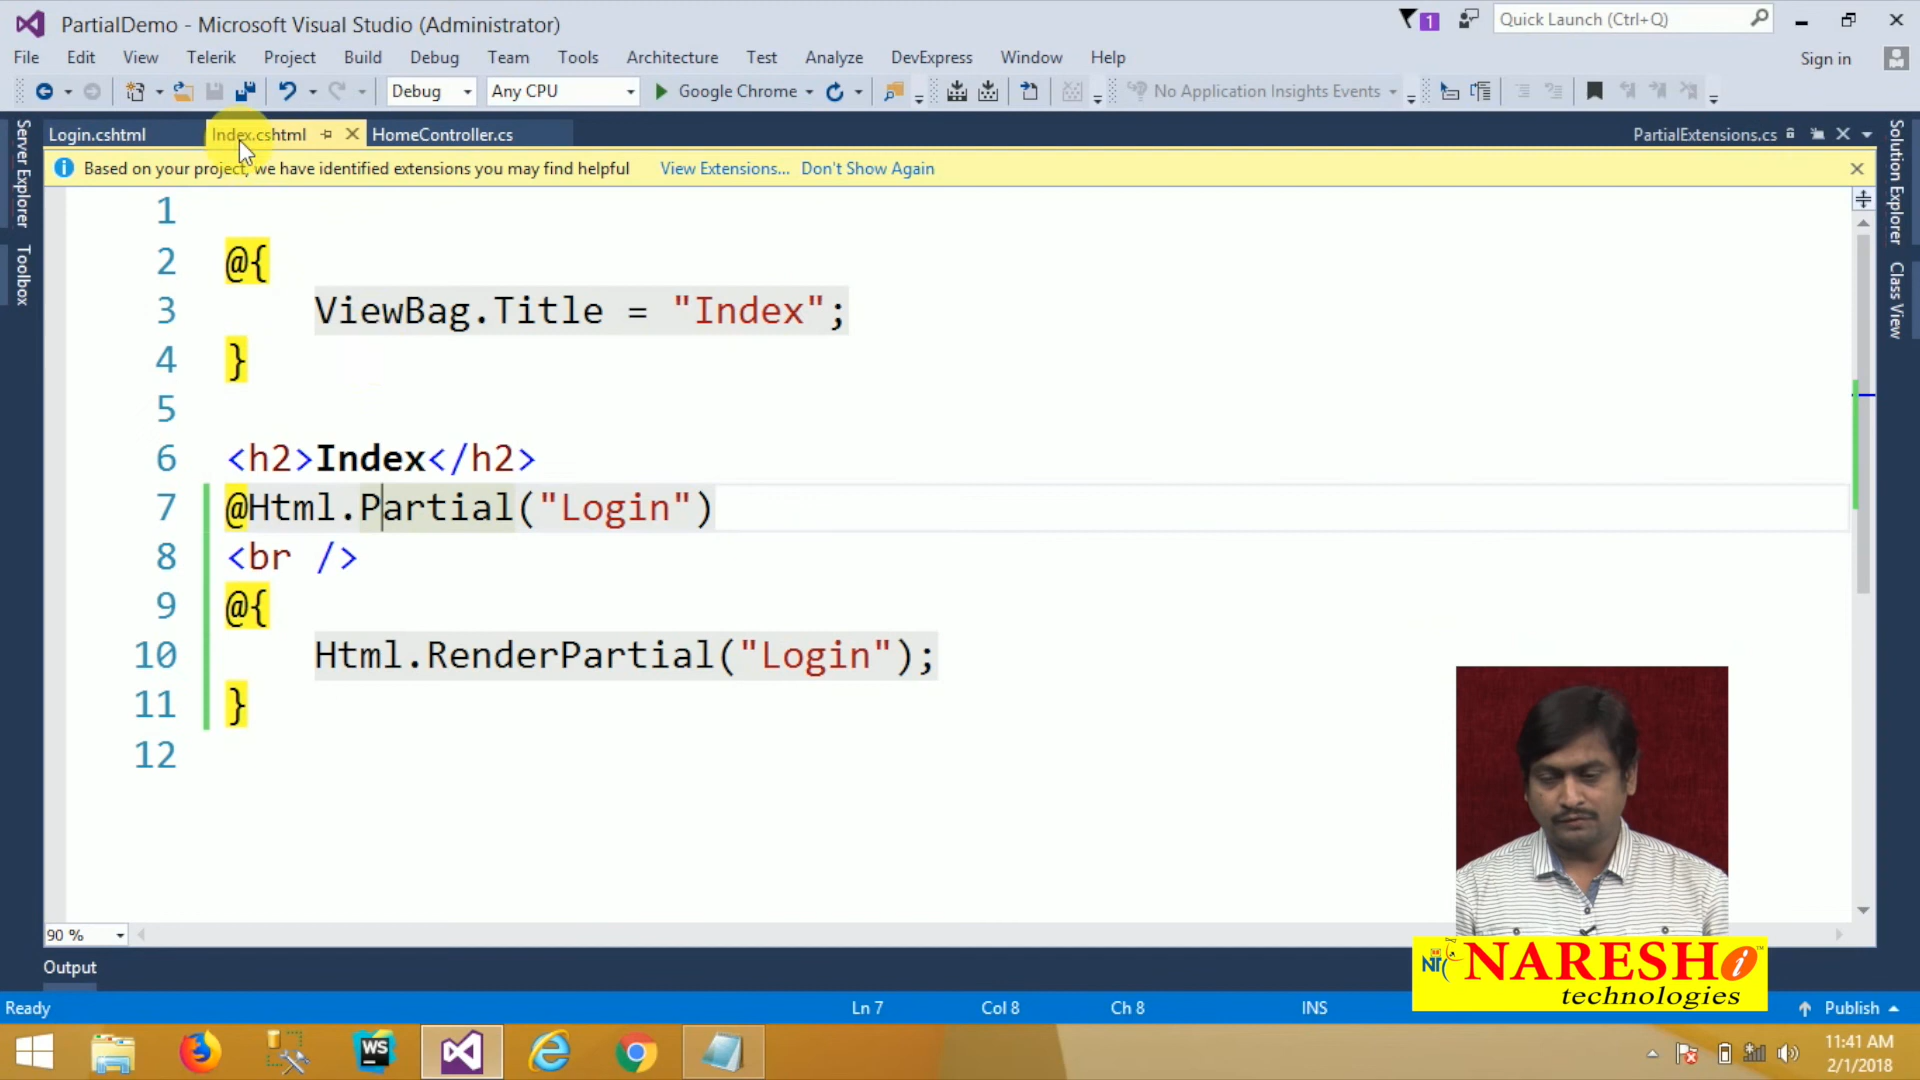 PartialDemo - Microsoft Visual Studio (Administrator)
1
Quick Launch (Ctrl+Q)
File Edit View Telerik Project Build Debug Team Tools Architecture Test Analyze DevExpress Window Help
Sign in
Debug Any CPU Google Chrome No Application Insights Events
Login.cshtml Index.cshtml HomeController.cs PartialExtensions.cs
Based on your project, we have identified extensions you may find helpful View Extensions... Don't Show Again
Server Explorer
Toolbox
Solution Explorer
Class View
1
2 @{
3 ViewBag.Title = "Index";
4 }
5
6 <h2>Index</h2>
7 @Html.Partial("Login")
8 <br />
9 @{
10 Html.RenderPartial("Login");
11 }
12
90 %
Output
NT
NARESH i
technologies
Ready Ln 7 Col 8 Ch 8 INS Publish
WS
11:41 AM
2/1/2018